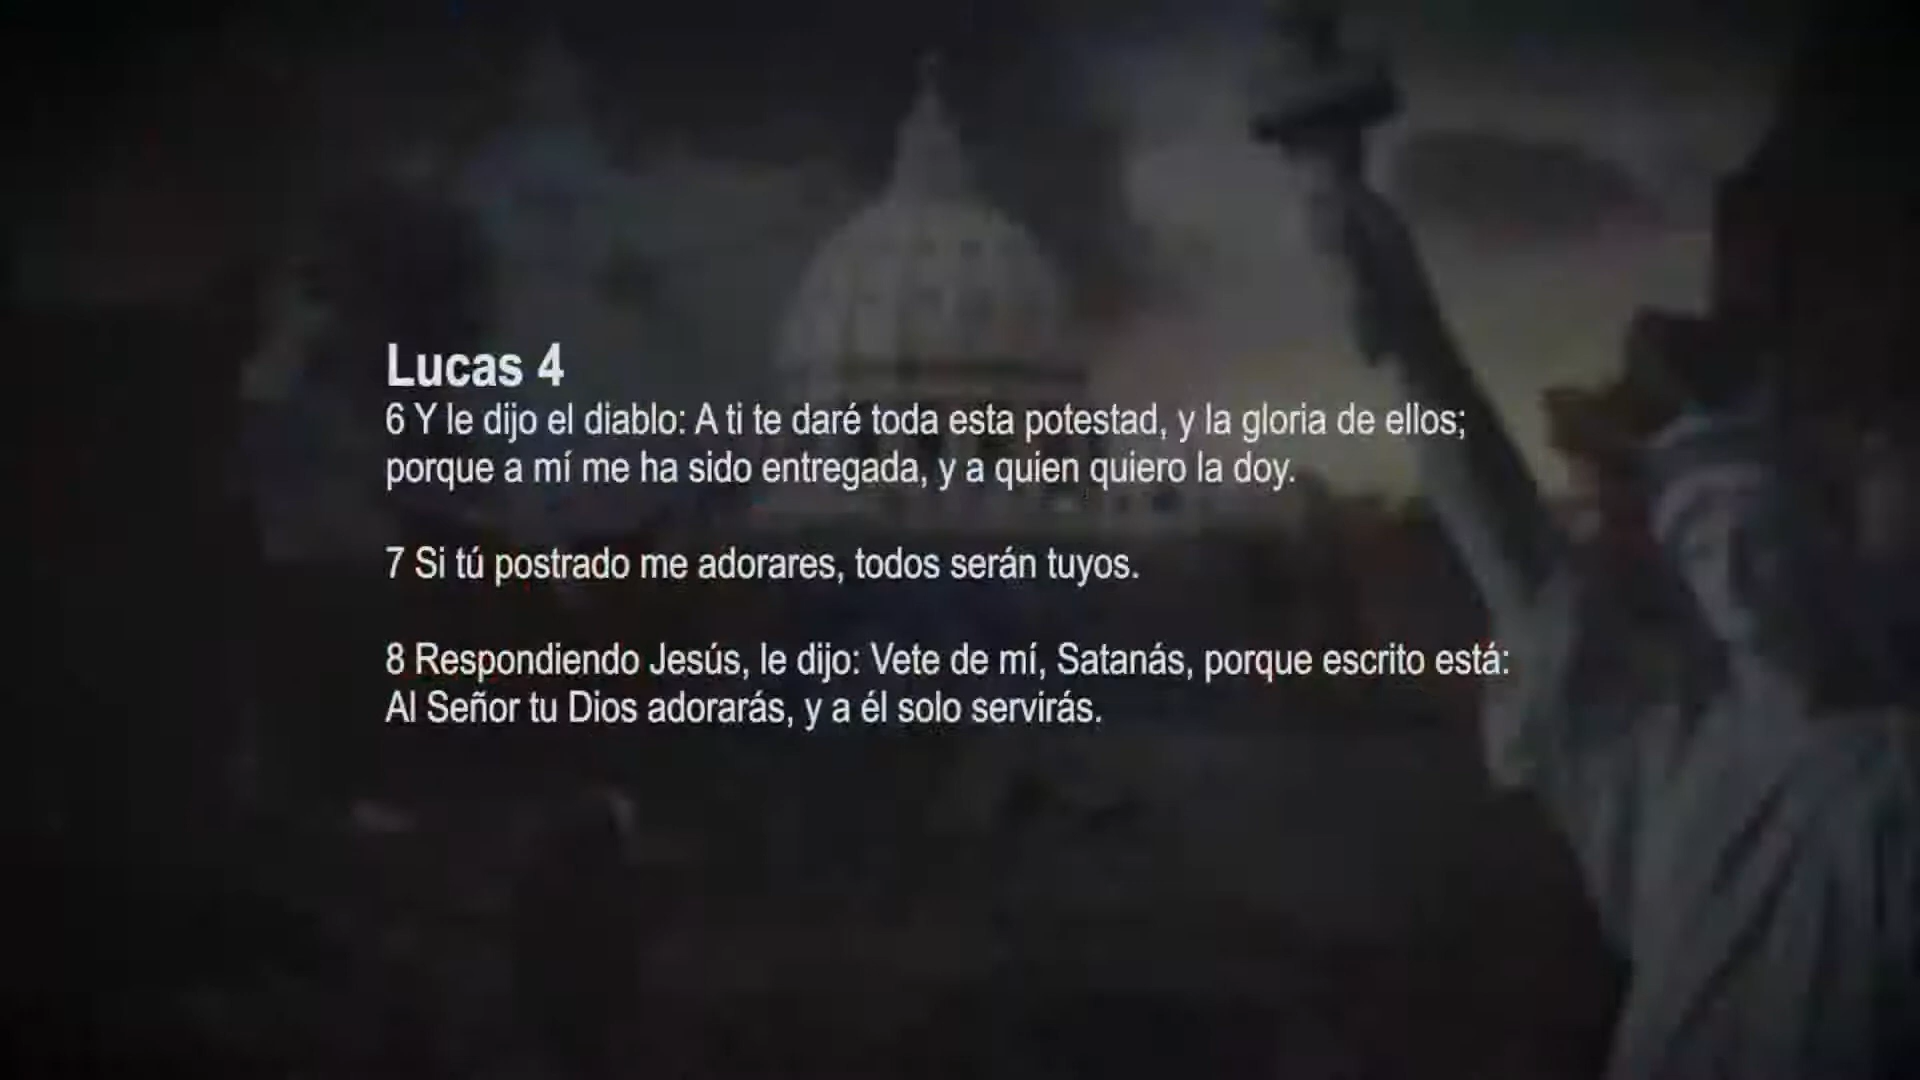 Lucas 4
6 Y le dijo el diablo: A ti te daré toda esta potestad, y la gloria de ellos;
porque a mí me ha sido entregada, y a quien quiero la doy.
7 Si tú postrado me adorares, todos serán tuyos.
8 Respondiendo Jesús, le dijo: Vete de mí, Satanás, porque escrito está:
Al Señor tu Dios adorarás, y a él solo servirás.